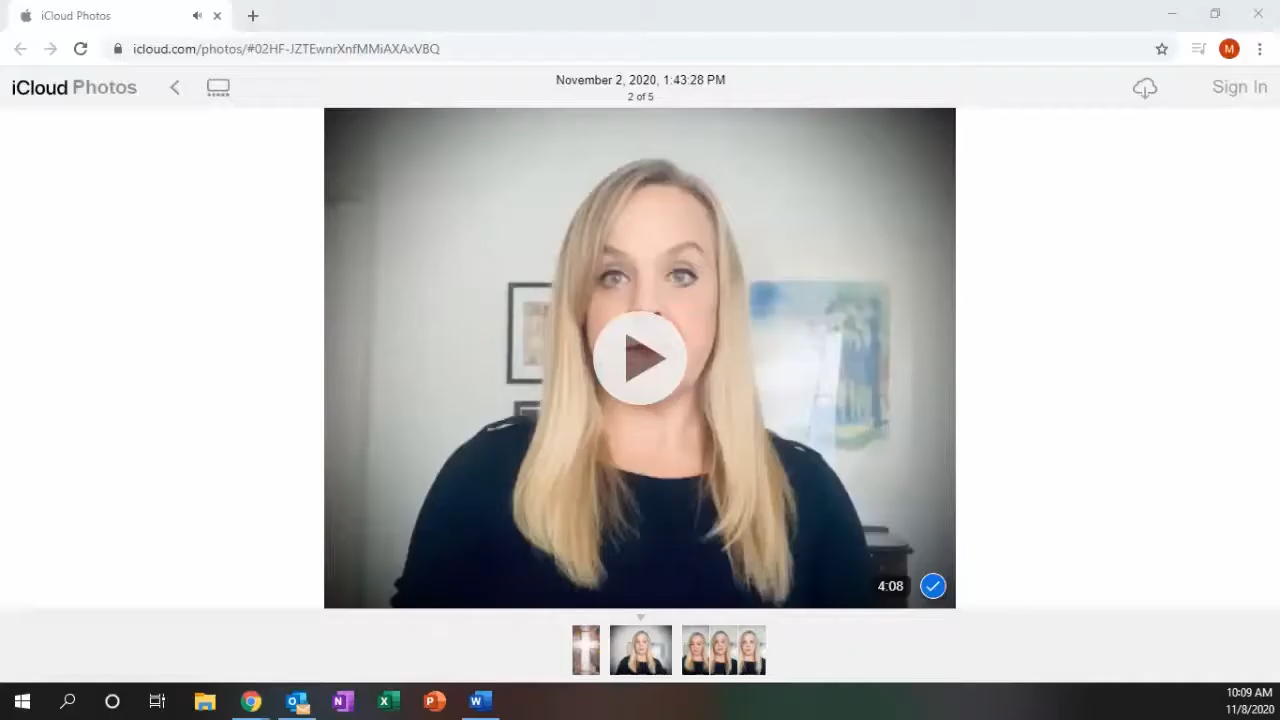 iCloud Photos
icloud.com/photos/#02HF-JZTEwnrXnfMMiAXAxVBQ
M
iCloud Photos
November 2, 2020, 1:43:28 PM
2 of 5
Sign In
4:08
10:09 AM
11/8/2020